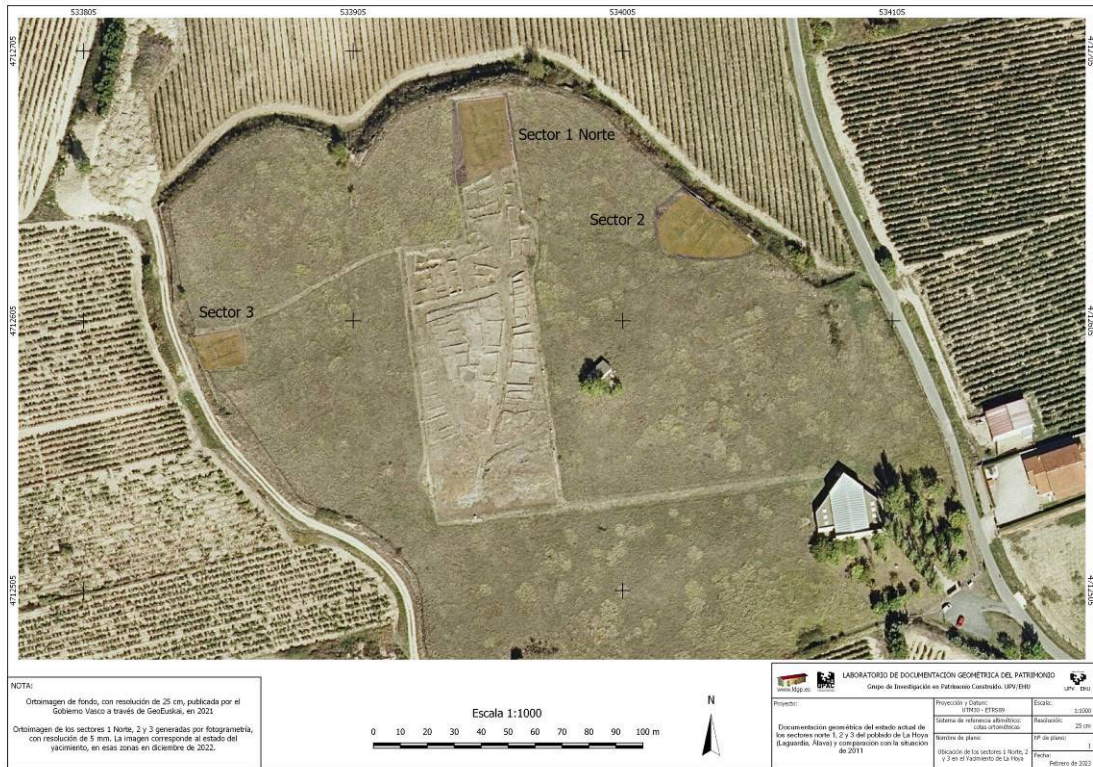 533805 533905 534005 534105
4712705 4712705
Sector 1 Norte
Sector 2
Sector 3
4712605 4712605
4712505 4712505
NOTA:
Ortoimagen de fondo, con resolución de 25 cm, publicada por el
Gobierno Vasco a través de GeoEuskai, en 2021
Ortoimagen de los sectores 1 Norte, 2 y 3 generadas por fotogrametría,
con resolución de 5 mm. La imagen corresponde al estado del
yacimiento, en esas zonas en diciembre de 2022.
Escala 1:1000
0 10 20 30 40 50 60 70 80 90 100 m
N
www.ldgp.es
GPAC
LABORATORIO DE DOCUMENTACIÓN GEOMÉTRICA DEL PATRIMONIO
Grupo de Investigación en Patrimonio Construido. UPV/EHU
UPV EHU
Proyecto:
Documentación geométrica del estado actual de
los sectores norte 1, 2 y 3 del poblado de La Hoya
(Laguardia, Álava) y comparación con la situación
de 2011
Proyección y Datum:
UTM30 - ETRS89
Sistema de referencia altimétrico:
cotas ortométricas
Nombre de plano:
Ubicación de los sectores 1 Norte, 2
y 3 en el Yacimiento de La Hoya
Escala:
1:1000
Resolución:
25 cm
Nº de plano:
1
Fecha:
Febrero de 2023